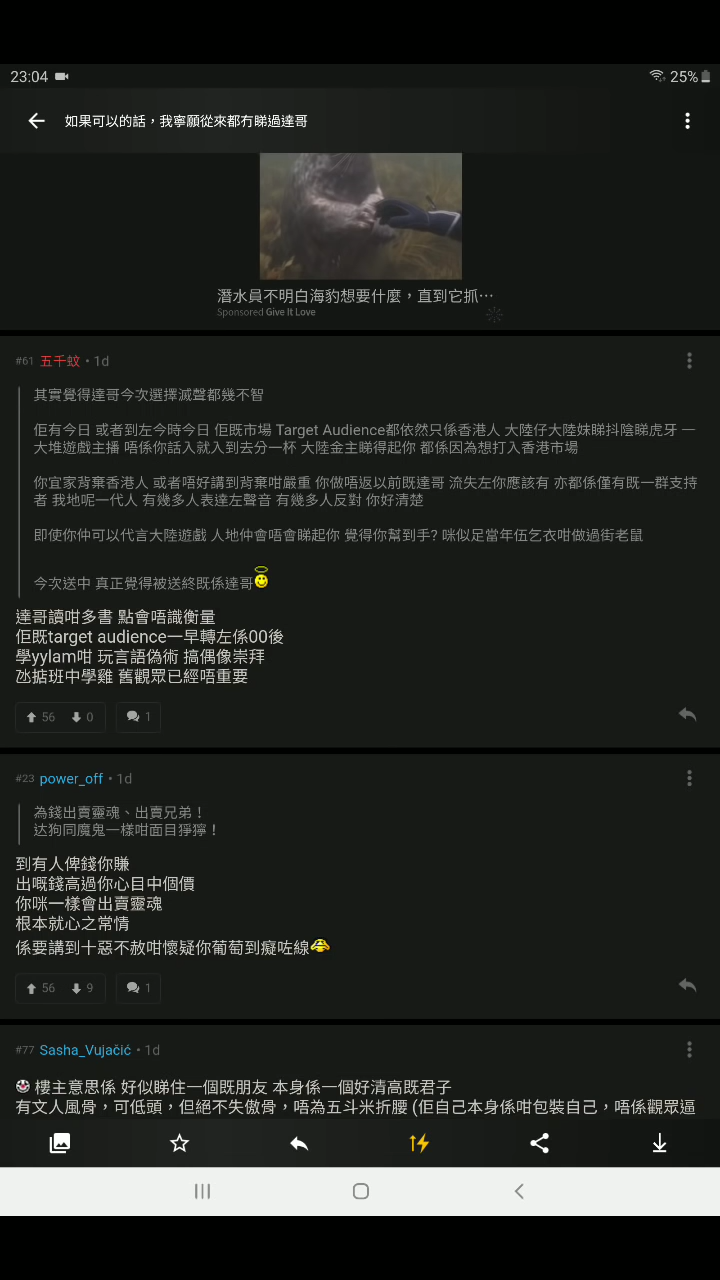 23:04
25%
如果可以的話，我寧願從來都冇睇過達哥
潛水員不明白海豹想要什麼，直到它抓…
Sponsored Give It Love
#61 五千蚊 • 1d
其實覺得達哥今次選擇滅聲都幾不智
佢有今日 或者到左今時今日 佢既市場 Target Audience都依然只係香港人 大陸仔大陸妹睇抖陰睇虎牙 一
大堆遊戲主播 唔係你話入就入到去分一杯 大陸金主睇得起你 都係因為想打入香港市場
你宜家背棄香港人 或者唔好講到背棄咁嚴重 你做唔返以前既達哥 流失左你應該有 亦都係僅有既一群支持
者 我地呢一代人 有幾多人表達左聲音 有幾多人反對 你好清楚
即使你仲可以代言大陸遊戲 人地仲會唔會睇起你 覺得你幫到手? 咪似足當年伍乞衣咁做過街老鼠
今次送中 真正覺得被送終既係達哥
達哥讀咁多書 點會唔識衡量
佢既target audience一早轉左係00後
學yylam咁 玩言語偽術 搞偶像崇拜
氹掂班中學雞 舊觀眾已經唔重要
56 0 1
#23 power_off • 1d
為錢出賣靈魂、出賣兄弟！
达狗同魔鬼一樣咁面目猙獰！
到有人俾錢你賺
出嘅錢高過你心目中個價
你咪一樣會出賣靈魂
根本就心之常情
係要講到十惡不赦咁懷疑你葡萄到癡咗線
56 9 1
#77 Sasha_Vujačić • 1d
樓主意思係 好似睇住一個既朋友 本身係一個好清高既君子
有文人風骨，可低頭，但絕不失傲骨，唔為五斗米折腰 (佢自己本身係咁包裝自己，唔係觀眾逼